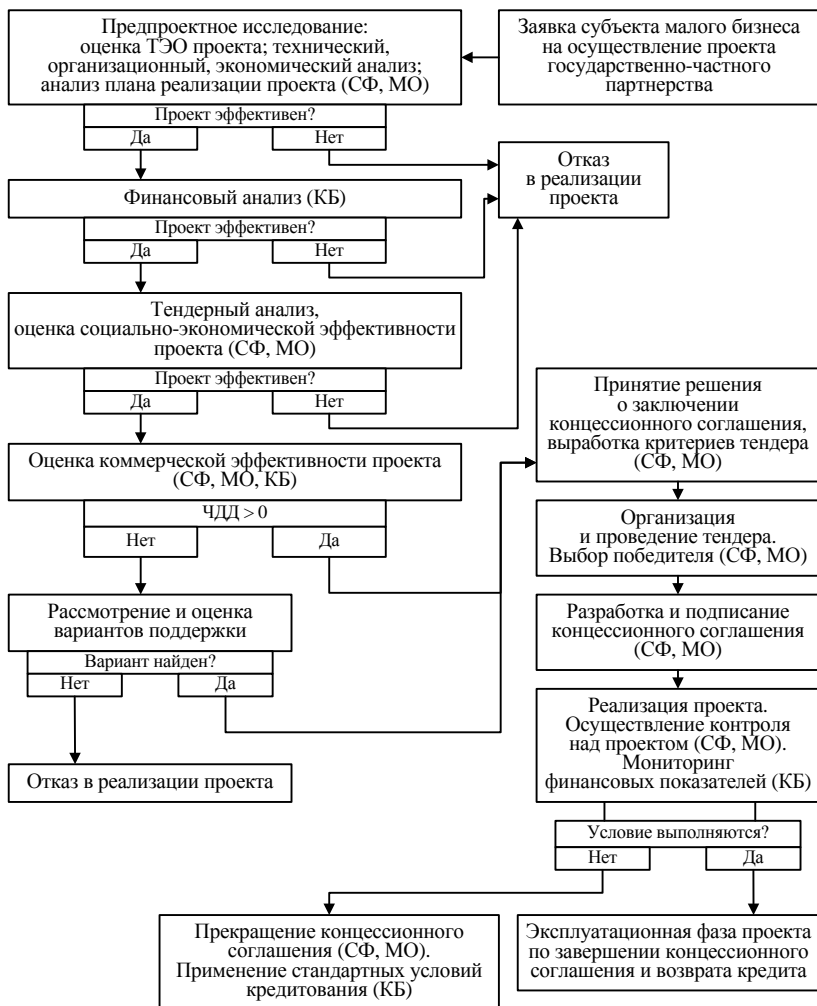 Предпроектное исследование:
оценка ТЭО проекта; технический,
организационный, экономический анализ;
анализ плана реализации проекта (СФ, МО)
Заявка субъекта малого бизнеса
на осуществление проекта
государственно-частного
партнерства
Проект эффективен?
Да
Нет
Отказ
в реализации
проекта
Финансовый анализ (КБ)
Проект эффективен?
Да
Нет
Тендерный анализ,
оценка социально-экономической эффективности
проекта (СФ, МО)
Проект эффективен?
Да
Нет
Оценка коммерческой эффективности проекта
(СФ, МО, КБ)
ЧДД > 0
Нет
Да
Рассмотрение и оценка
вариантов поддержки
Вариант найден?
Нет
Да
Отказ в реализации проекта
Принятие решения
о заключении
концессионного соглашения,
выработка критериев тендера
(СФ, МО)
Организация
и проведение тендера.
Выбор победителя (СФ, МО)
Разработка и подписание
концессионного соглашения
(СФ, МО)
Реализация проекта.
Осуществление контроля
над проектом (СФ, МО).
Мониторинг
финансовых показателей (КБ)
Условие выполняются?
Нет
Да
Прекращение концессионного
соглашения (СФ, МО).
Применение стандартных условий
кредитования (КБ)
Эксплуатационная фаза проекта
по завершении концессионного
соглашения и возврата кредита